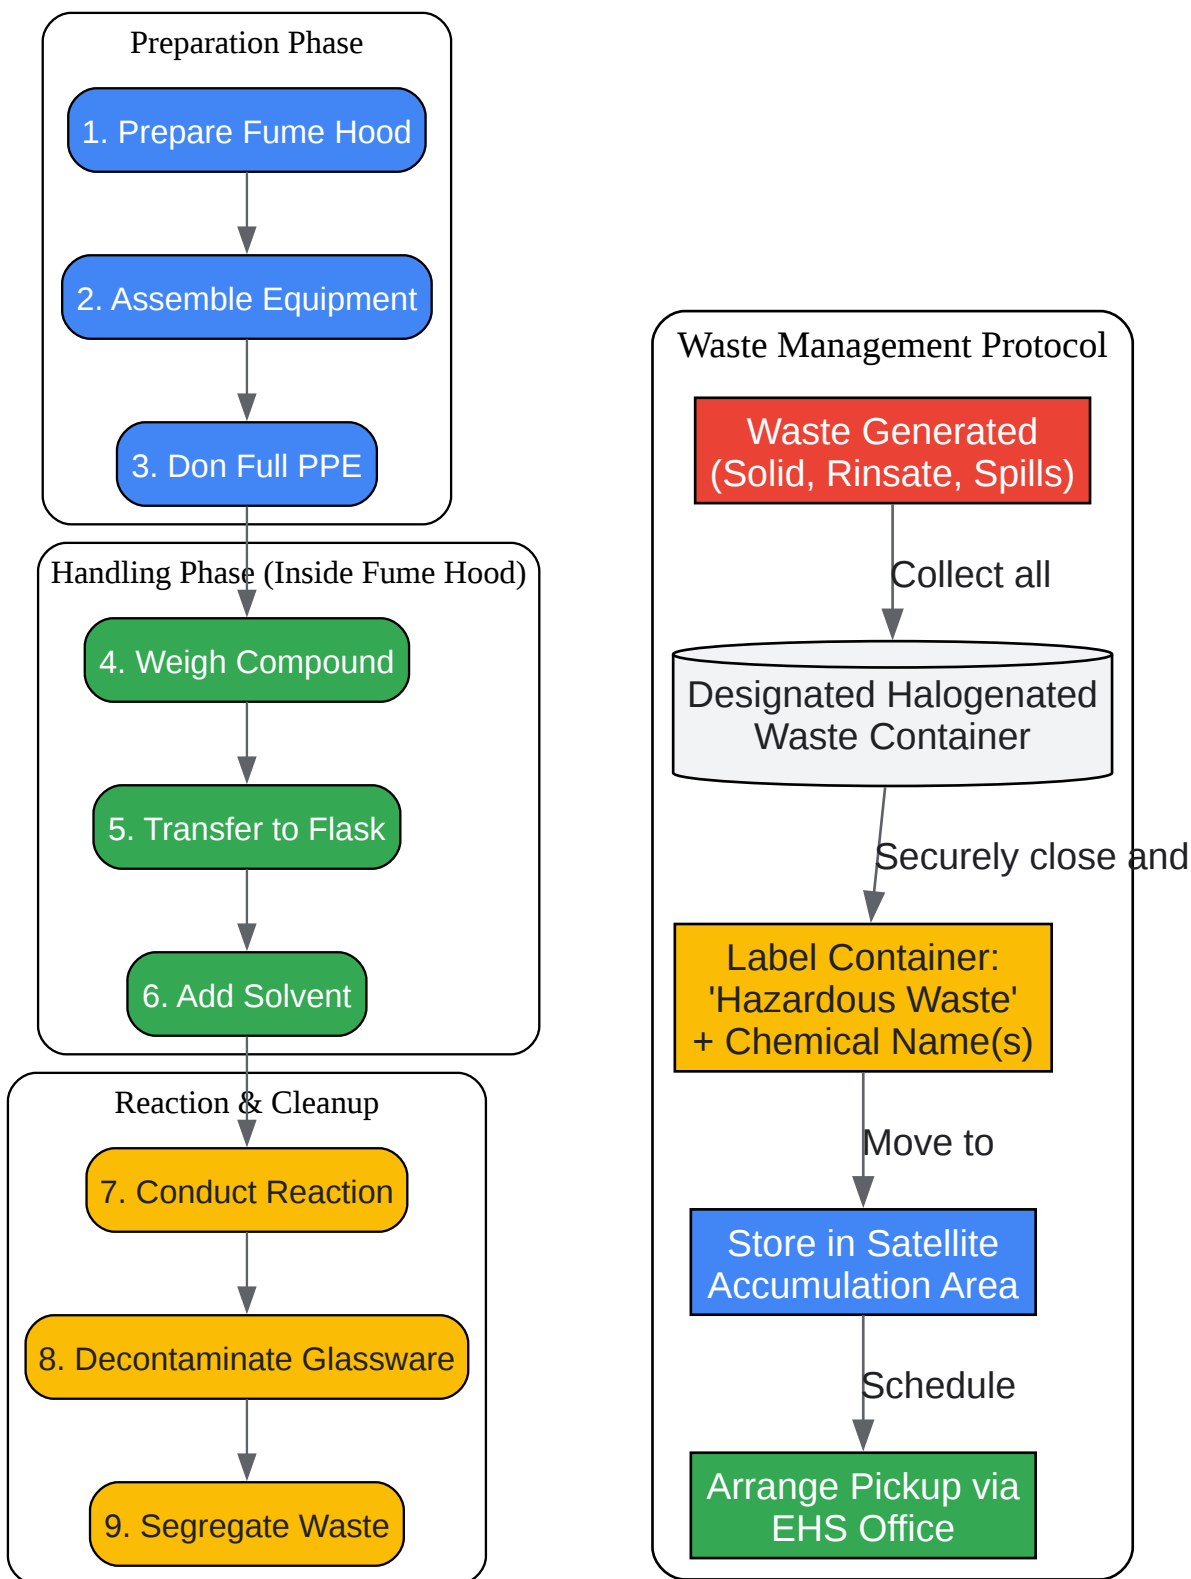 Preparation Phase
1. Prepare Fume Hood
2. Assemble Equipment
3. Don Full PPE
Handling Phase (Inside Fume Hood)
4. Weigh Compound
5. Transfer to Flask
6. Add Solvent
Reaction & Cleanup
7. Conduct Reaction
8. Decontaminate Glassware
9. Segregate Waste
Waste Management Protocol
Waste Generated
(Solid, Rinsate, Spills)
Collect all
Designated Halogenated
Waste Container
Securely close and
Label Container:
'Hazardous Waste'
+ Chemical Name(s)
Move to
Store in Satellite
Accumulation Area
Schedule
Arrange Pickup via
EHS Office